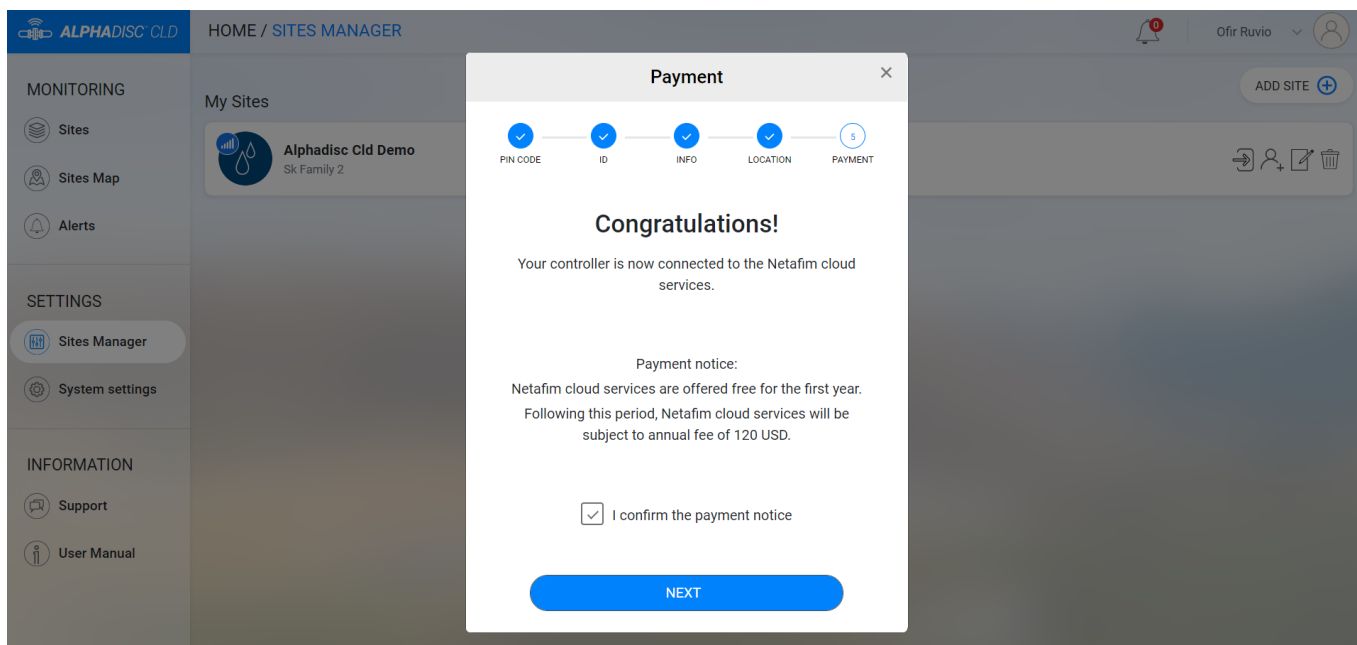 ALPHADISC CLD
HOME / SITES MANAGER
0
Ofir Ruvio
MONITORING
Sites
Sites Map
Alerts
SETTINGS
Sites Manager
System settings
INFORMATION
Support
User Manual
My Sites
ADD SITE
Alphadisc Cld Demo
Sk Family 2
Payment
5
PIN CODE ID INFO LOCATION PAYMENT
Congratulations!
Your controller is now connected to the Netafim cloud
services.
Payment notice:
Netafim cloud services are offered free for the first year.
Following this period, Netafim cloud services will be
subject to annual fee of 120 USD.
I confirm the payment notice
NEXT